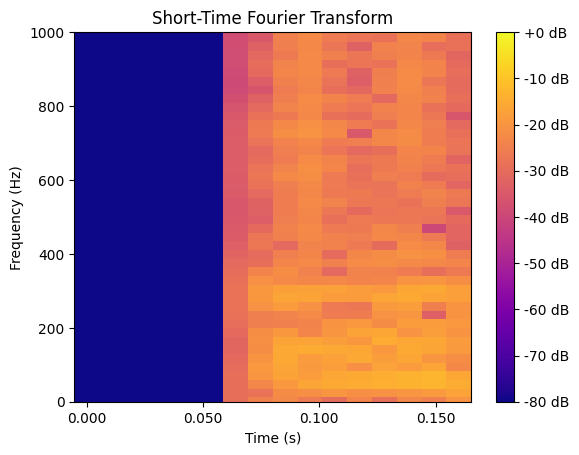 Short-Time Fourier Transform
1000
800
600
400
200
0
Frequency (Hz)
0.000
0.050
0.100
0.150
Time (s)
+0 dB
-10 dB
-20 dB
-30 dB
-40 dB
-50 dB
-60 dB
-70 dB
-80 dB